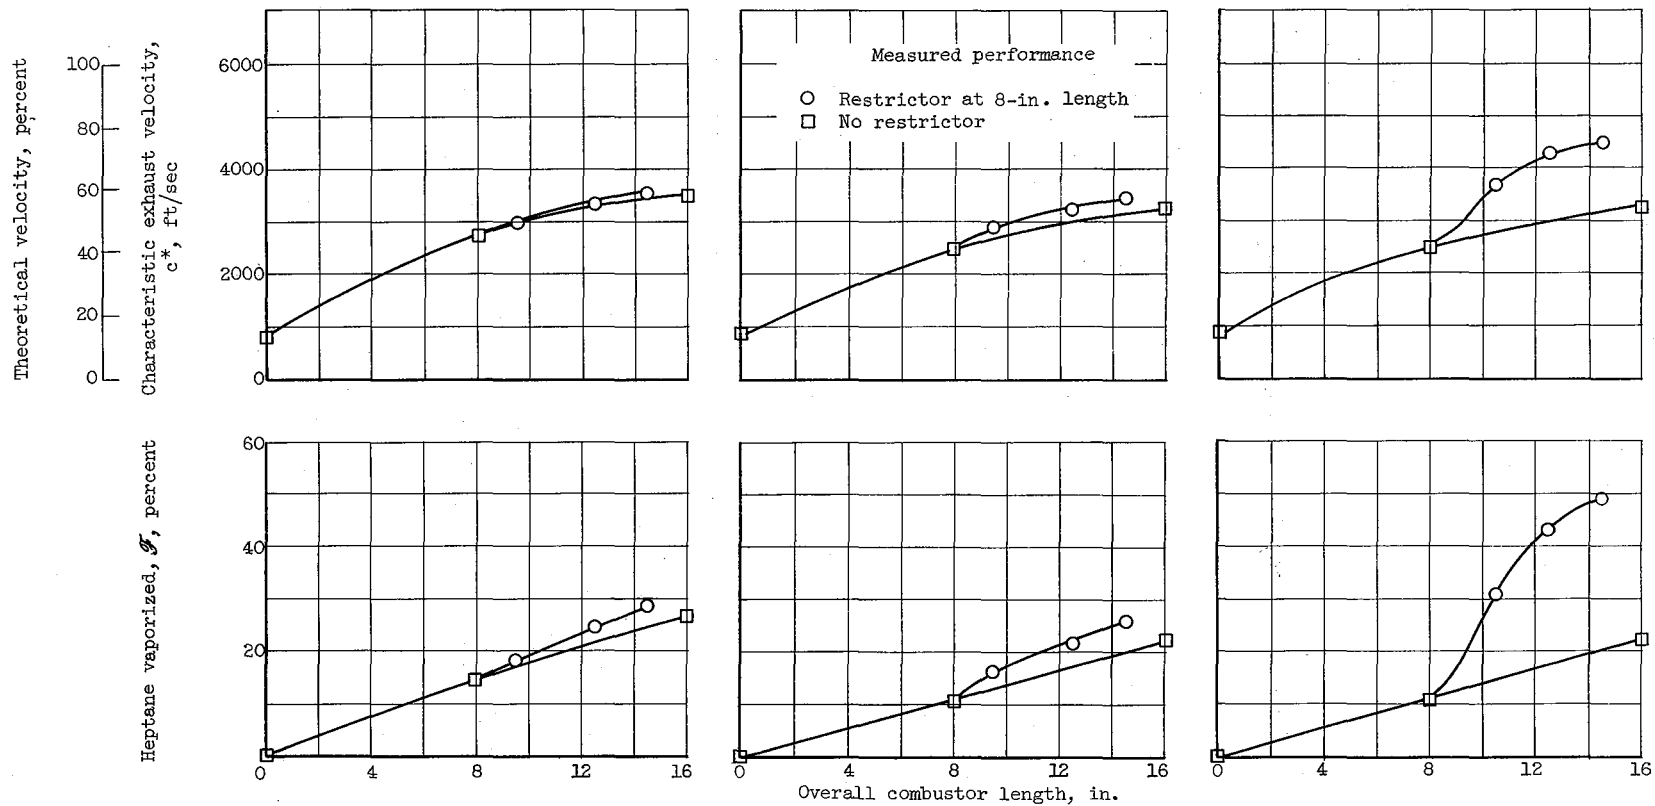 Theoretical velocity, percent
100
80
60
40
20
0
Characteristic exhaust velocity,
c*, ft/sec
6000
4000
2000
0
Measured performance
Restrictor at 8-in. length
No restrictor
Heptane vaporized, ℱ, percent
60
40
20
0 4 8 12 16
0 4 8 12 16
0 4 8 12 16
Overall combustor length, in.